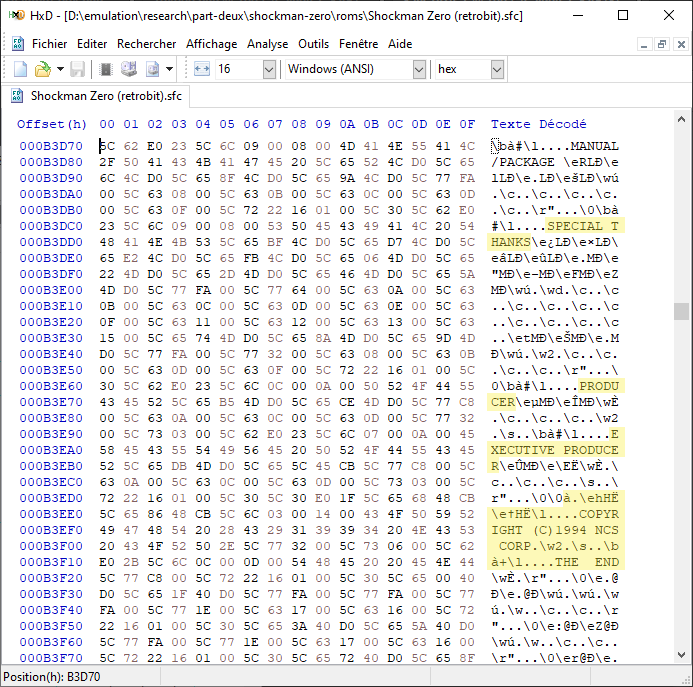 HxD - [D:\emulation\research\part-deux\shockman-zero\roms\Shockman Zero (retrobit).sfc]
Fichier Editer Rechercher Affichage Analyse Outils Fenêtre Aide
16 Windows (ANSI) hex
Shockman Zero (retrobit).sfc
Offset(h) 00 01 02 03 04 05 06 07 08 09 0A 0B 0C 0D 0E 0F Texte Décodé
000B3D70 5C 62 E0 23 5C 6C 09 00 08 00 4D 41 4E 55 41 4C \bà#\l....MANUAL
000B3D80 2F 50 41 43 4B 41 47 45 20 5C 65 52 4C D0 5C 65 /PACKAGE \eRLÐ\e
000B3D90 6C 4C D0 5C 65 8F 4C D0 5C 65 9A 4C D0 5C 77 FA lLÐ\e.LÐ\ešLÐ\wú
000B3DA0 00 5C 63 08 00 5C 63 0B 00 5C 63 0C 00 5C 63 0D .\c..\c..\c..\c.
000B3DB0 00 5C 63 0F 00 5C 72 22 16 01 00 5C 30 5C 62 E0 .\c..\r"...\0\bà
000B3DC0 23 5C 6C 09 00 08 00 53 50 45 43 49 41 4C 20 54 #\l....SPECIAL T
000B3DD0 48 41 4E 4B 53 5C 65 BF 4C D0 5C 65 D7 4C D0 5C HANKS\e¿LÐ\e×LÐ\
000B3DE0 65 E2 4C D0 5C 65 FB 4C D0 5C 65 06 4D D0 5C 65 eâLÐ\eûLÐ\e.MÐ\e
000B3DF0 22 4D D0 5C 65 2D 4D D0 5C 65 46 4D D0 5C 65 5A "MÐ\e-MÐ\eFMÐ\eZ
000B3E00 4D D0 5C 77 FA 00 5C 77 64 00 5C 63 0A 00 5C 63 MÐ\wú.\wd.\c..\c
000B3E10 0B 00 5C 63 0C 00 5C 63 0D 00 5C 63 0E 00 5C 63 ..\c..\c..\c..\c
000B3E20 0F 00 5C 63 11 00 5C 63 12 00 5C 63 13 00 5C 63 ..\c..\c..\c..\c
000B3E30 15 00 5C 65 74 4D D0 5C 65 8A 4D D0 5C 65 9D 4D ..\etMÐ\eŠMÐ\e.M
000B3E40 D0 5C 77 FA 00 5C 77 32 00 5C 63 08 00 5C 63 0B Ð\wú.\w2.\c..\c.
000B3E50 00 5C 63 0D 00 5C 63 0F 00 5C 72 22 16 01 00 5C .\c..\c..\r"...\
000B3E60 30 5C 62 E0 23 5C 6C 0C 00 0A 00 50 52 4F 44 55 0\bà#\l....PRODU
000B3E70 43 45 52 5C 65 B5 4D D0 5C 65 CE 4D D0 5C 77 C8 CER\eµMÐ\eÎMÐ\wÈ
000B3E80 00 5C 63 0A 00 5C 63 0C 00 5C 63 0D 00 5C 77 32 .\c..\c..\c..\w2
000B3E90 00 5C 73 03 00 5C 62 E0 23 5C 6C 07 00 0A 00 45 .\s..\bà#\l....E
000B3EA0 58 45 43 55 54 49 56 45 20 50 52 4F 44 55 43 45 XECUTIVE PRODUCE
000B3EB0 52 5C 65 DB 4D D0 5C 65 5C 45 CB 5C 77 C8 00 5C R\eÛMÐ\e\EË\wÈ.\
000B3EC0 63 0A 00 5C 63 0C 00 5C 63 0D 00 5C 73 03 00 5C c..\c..\c..\s..\
000B3ED0 72 22 16 01 00 5C 30 5C 30 E0 1F 5C 65 68 48 CB r"...\0\0à.\ehHË
000B3EE0 5C 65 86 48 CB 5C 6C 03 00 14 00 43 4F 50 59 52 \e†HË\l....COPYR
000B3EF0 49 47 48 54 20 28 43 29 31 39 39 34 20 4E 43 53 IGHT (C)1994 NCS
000B3F00 20 43 4F 52 50 2E 5C 77 32 00 5C 73 06 00 5C 62 CORP.\w2.\s..\b
000B3F10 E0 2B 5C 6C 0C 00 0D 00 54 48 45 20 20 45 4E 44 à+\l....THE  END
000B3F20 5C 77 C8 00 5C 72 22 16 01 00 5C 30 5C 65 00 40 \wÈ.\r"...\0\e.@
000B3F30 D0 5C 65 1F 40 D0 5C 77 FA 00 5C 77 FA 00 5C 77 Ð\e.@Ð\wú.\wú.\w
000B3F40 FA 00 5C 77 1E 00 5C 63 17 00 5C 63 16 00 5C 72 ú.\w..\c..\c..\r
000B3F50 22 16 01 00 5C 30 5C 65 3A 40 D0 5C 65 5A 40 D0 "...\0\e:@Ð\eZ@Ð
000B3F60 5C 77 FA 00 5C 77 1E 00 5C 63 17 00 5C 63 16 00 \wú.\w..\c..\c..
000B3F70 5C 72 22 16 01 00 5C 30 5C 65 72 40 D0 5C 65 8F \r"...\0\er@Ð\e.
Position(h): B3D70